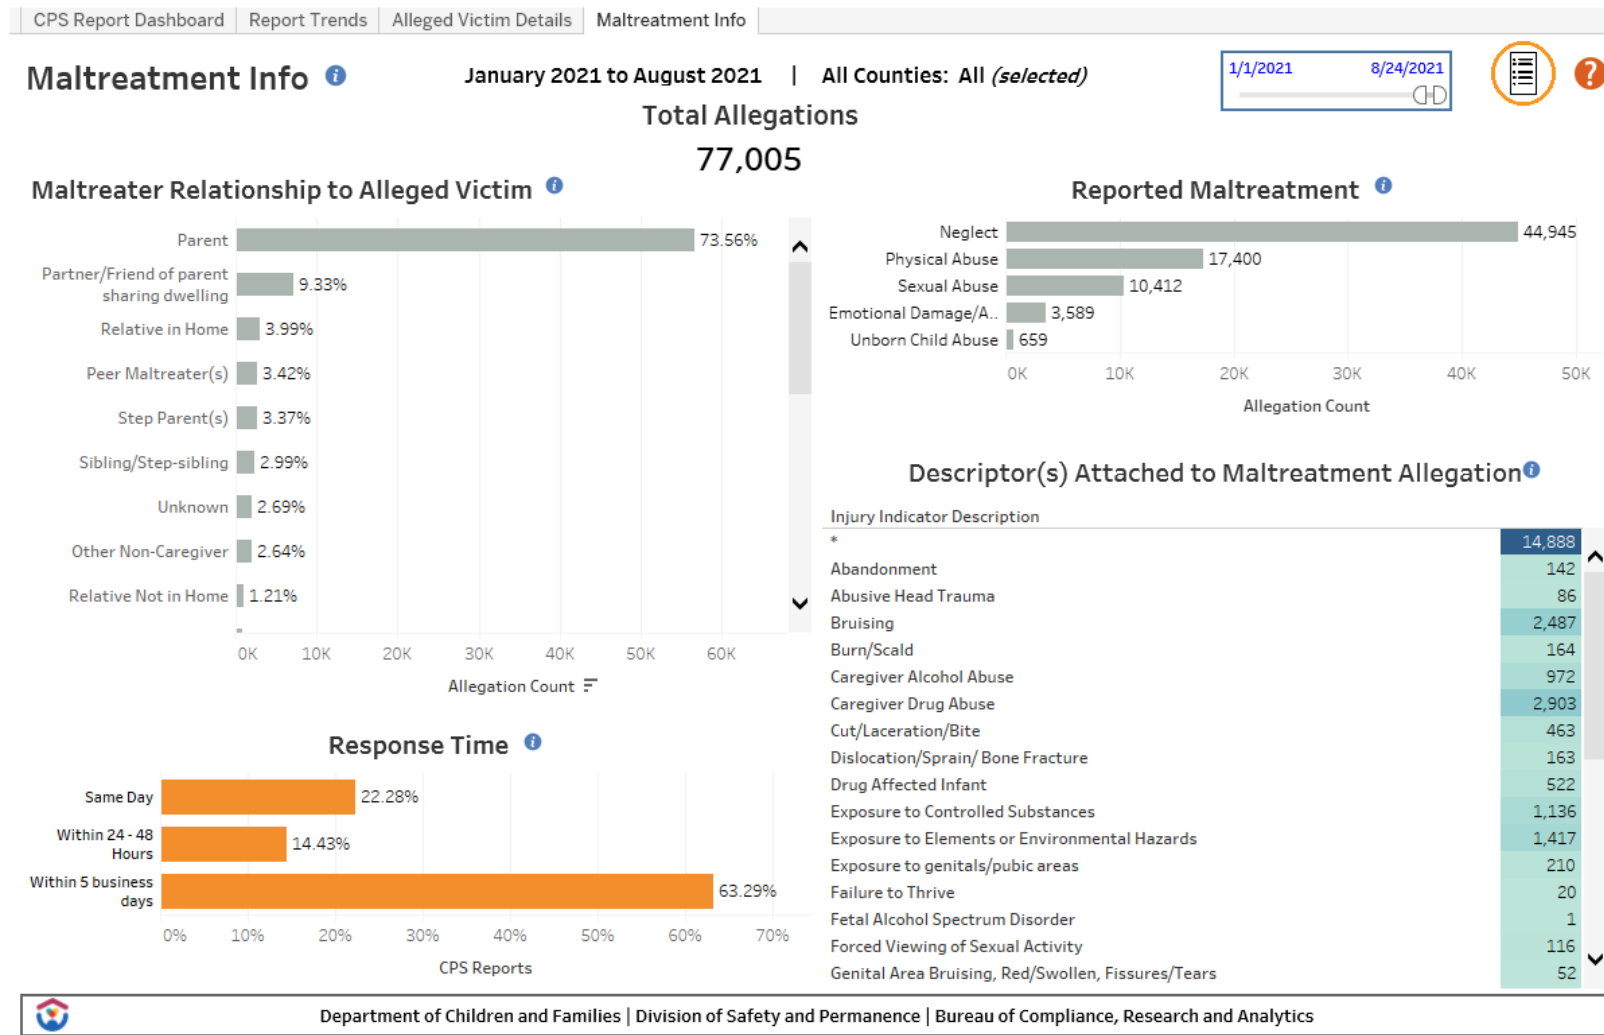 CPS Report Dashboard
Report Trends
Alleged Victim Details
Maltreatment Info
Maltreatment Info
January 2021 to August 2021 | All Counties: All (selected)
1/1/2021 8/24/2021
?
Total Allegations
77,005
Maltreater Relationship to Alleged Victim
Parent 73.56%
Partner/Friend of parent
sharing dwelling 9.33%
Relative in Home 3.99%
Peer Maltreater(s) 3.42%
Step Parent(s) 3.37%
Sibling/Step-sibling 2.99%
Unknown 2.69%
Other Non-Caregiver 2.64%
Relative Not in Home 1.21%
0K 10K 20K 30K 40K 50K 60K
Allegation Count
Response Time
Same Day 22.28%
Within 24 - 48
Hours 14.43%
Within 5 business
days 63.29%
0% 10% 20% 30% 40% 50% 60% 70%
CPS Reports
Reported Maltreatment
Neglect 44,945
Physical Abuse 17,400
Sexual Abuse 10,412
Emotional Damage/A.. 3,589
Unborn Child Abuse 659
0K 10K 20K 30K 40K 50K
Allegation Count
Descriptor(s) Attached to Maltreatment Allegation
Injury Indicator Description
* 14,888
Abandonment 142
Abusive Head Trauma 86
Bruising 2,487
Burn/Scald 164
Caregiver Alcohol Abuse 972
Caregiver Drug Abuse 2,903
Cut/Laceration/Bite 463
Dislocation/Sprain/ Bone Fracture 163
Drug Affected Infant 522
Exposure to Controlled Substances 1,136
Exposure to Elements or Environmental Hazards 1,417
Exposure to genitals/pubic areas 210
Failure to Thrive 20
Fetal Alcohol Spectrum Disorder 1
Forced Viewing of Sexual Activity 116
Genital Area Bruising, Red/Swollen, Fissures/Tears 52
Department of Children and Families | Division of Safety and Permanence | Bureau of Compliance, Research and Analytics